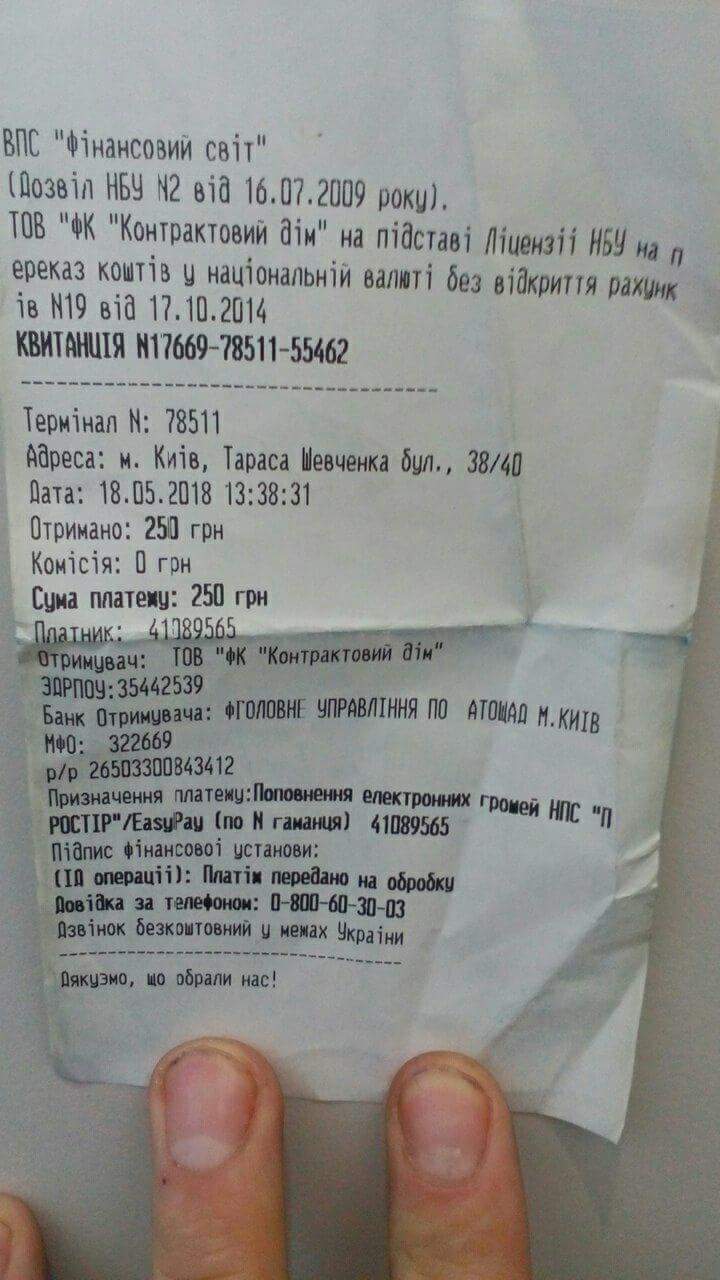 ВПС "Фінансовий світ"
(Дозвіл НБУ N2 від 16.07.2009 року).
ТОВ "ФК "Контрактовий дім" на підставі Ліцензії НБУ на п
ереказ коштів у національній валюті без відкриття рахунк
ів N19 від 17.10.2014
КВИТАНЦІЯ N17669-78511-55462
------------------------------------
Термінал N: 78511
Адреса: м. Київ, Тараса Шевченка бул., 38/40
Дата: 18.05.2018 13:38:31
Отримано: 250 грн
Комісія: 0 грн
Сума платежу: 250 грн
Платник: 41089565
Отримувач: ТОВ "ФК "Контрактовий дім"
ЗДРПОУ:35442539
Банк Отримувача: ФГОЛОВНЕ УПРАВЛІННЯ ПО АТОЩАД М.КИЇВ
МФО: 322669
р/р 26503300843412
Призначення платежу:Поповнення електронних громей НПС "П
РОСТІР"/EasyPay (по N гаманця) 41089565
Підпис фінансової установи:
(ІД операції): Платіж передано на обробку
Довідка за телефоном: 0-800-60-30-03
Дзвінок безкоштовний у межах України
------------------------------------
Дякузмо, що обрали нас!